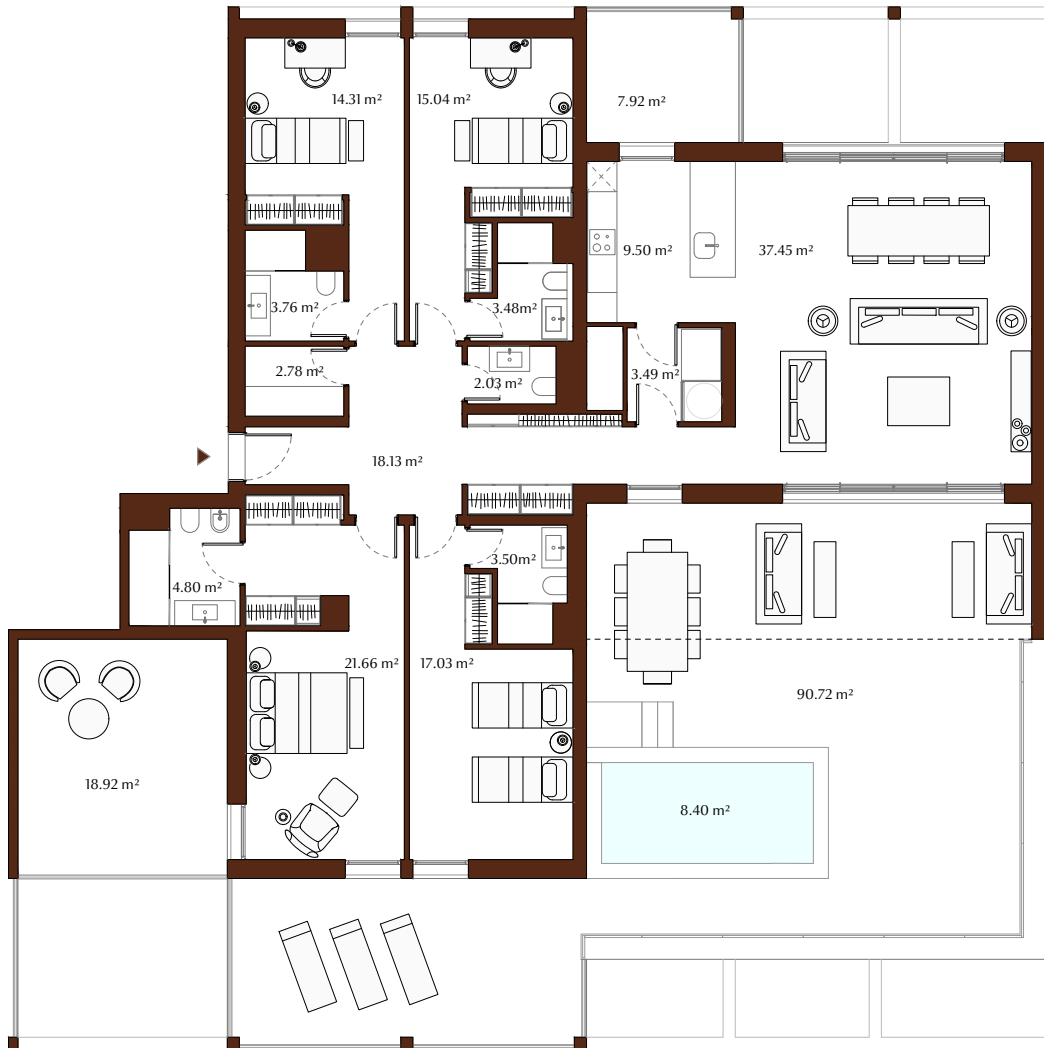 14.31 m²
15.04 m²
7.92 m²
9.50 m²
37.45 m²
3.76 m²
3.48m²
2.78 m²
2.03 m²
3.49 m²
18.13 m²
4.80 m²
3.50m²
21.66 m²
17.03 m²
90.72 m²
18.92 m²
8.40 m²